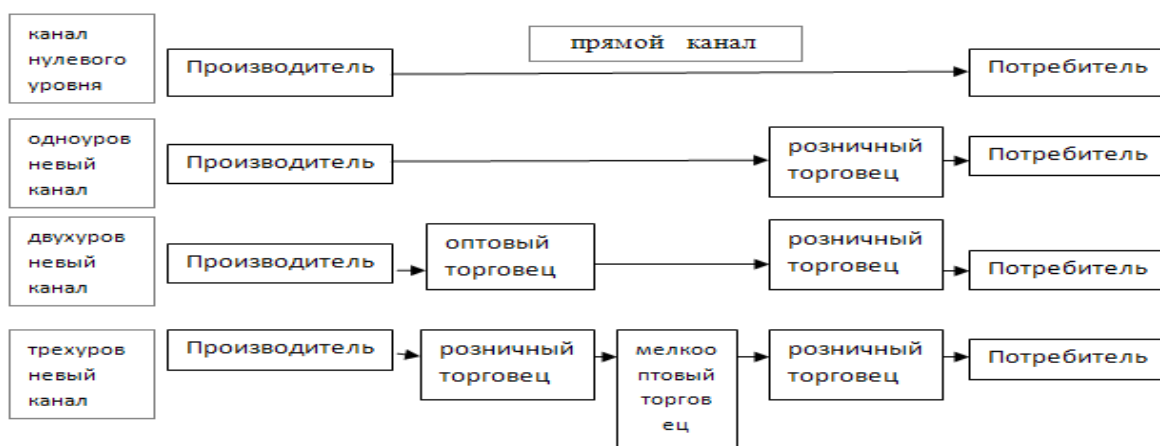 канал
нулевого
уровня
Производитель
прямой канал
Потребитель
одноуров
невый
канал
Производитель
розничный
торговец
Потребитель
двухуров
невый
канал
Производитель
оптовый
торговец
розничный
торговец
Потребитель
трехуров
невый
канал
Производитель
розничный
торговец
мелкоо
птовый
торгов
ец
розничный
торговец
Потребитель